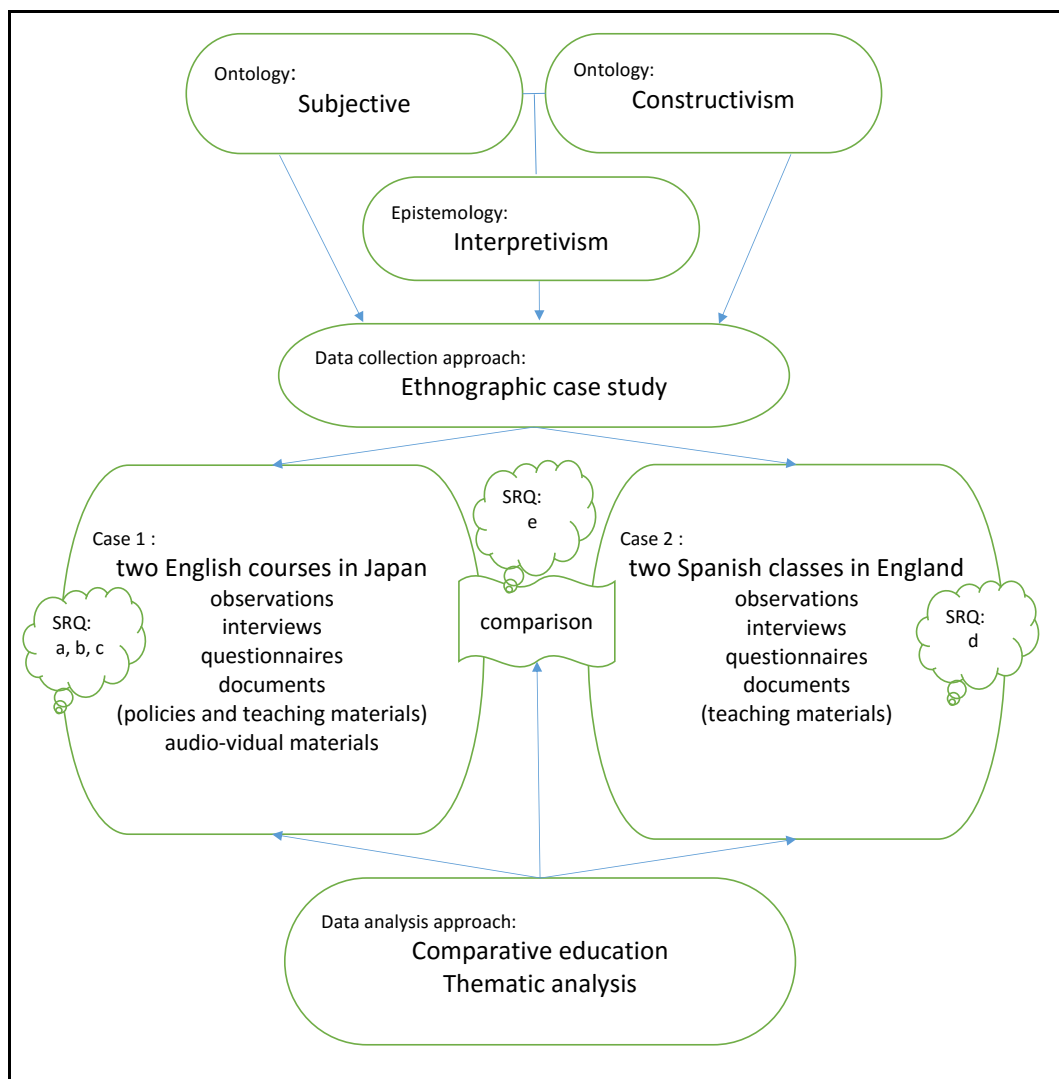 Ontology:
Subjective
Ontology:
Constructivism
Epistemology:
Interpretivism
Data collection approach:
Ethnographic case study
SRQ:
e
Case 1 :
two English courses in Japan
observations
interviews
questionnaires
documents
(policies and teaching materials)
audio-vidual materials
SRQ:
a, b, c
comparison
Case 2 :
two Spanish classes in England
observations
interviews
questionnaires
documents
(teaching materials)
SRQ:
d
Data analysis approach:
Comparative education
Thematic analysis